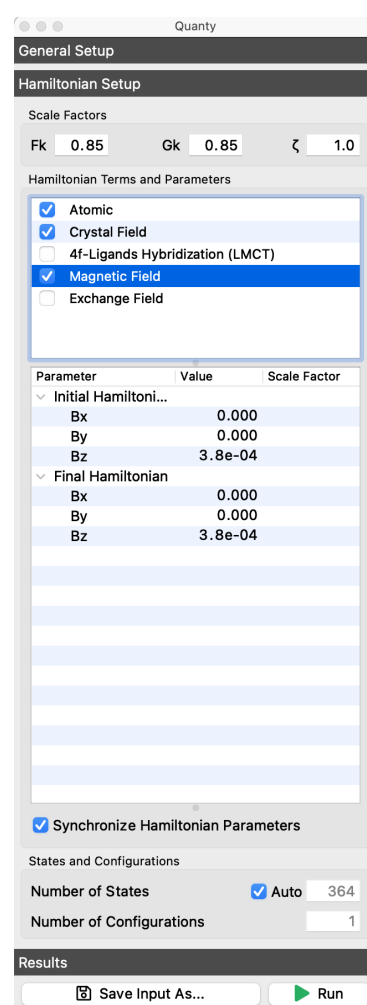 Quanty
General Setup
Hamiltonian Setup
Scale Factors
Fk 0.85 Gk 0.85 ζ 1.0
Hamiltonian Terms and Parameters
Atomic
Crystal Field
4f-Ligands Hybridization (LMCT)
Magnetic Field
Exchange Field
Parameter Value Scale Factor
Initial Hamiltoni...
Bx 0.000
By 0.000
Bz 3.8e-04
Final Hamiltonian
Bx 0.000
By 0.000
Bz 3.8e-04
Synchronize Hamiltonian Parameters
States and Configurations
Number of States Auto 364
Number of Configurations 1
Results
Save Input As... Run